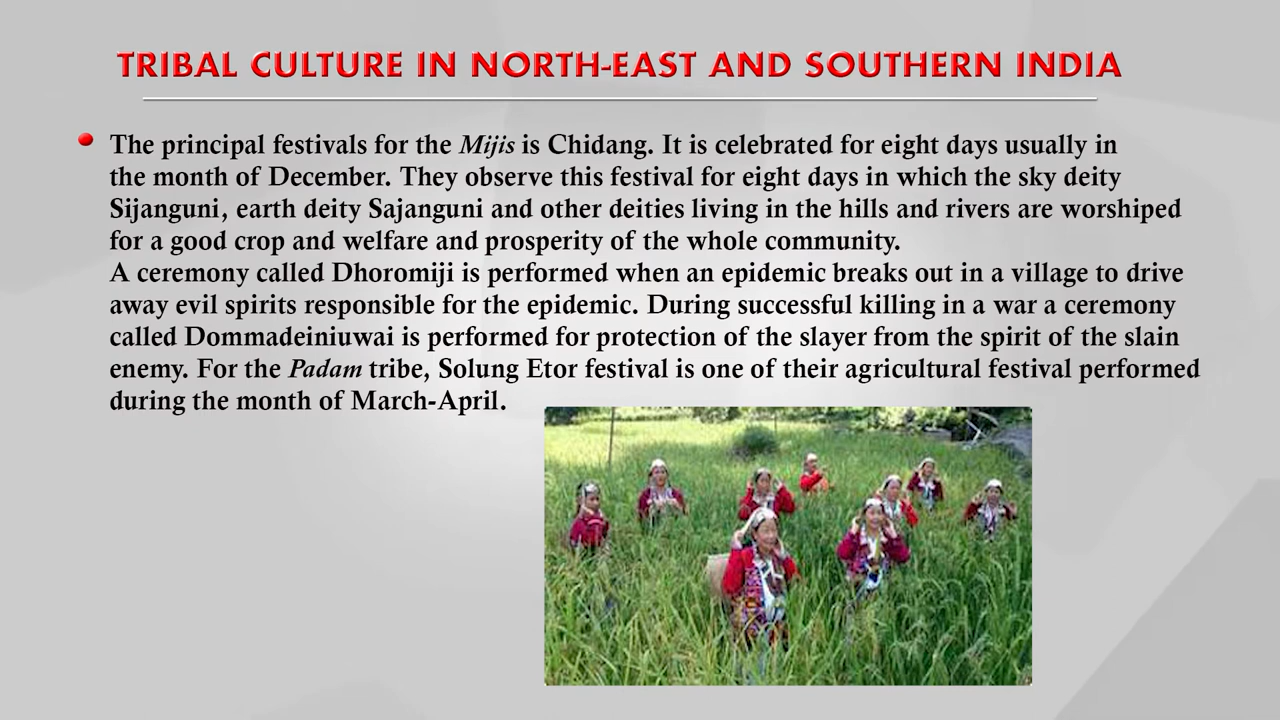 TRIBAL CULTURE IN NORTH-EAST AND SOUTHERN INDIA
The principal festivals for the Mijis is Chidang. It is celebrated for eight days usually in
the month of December. They observe this festival for eight days in which the sky deity
Sijanguni, earth deity Sajanguni and other deities living in the hills and rivers are worshiped
for a good crop and welfare and prosperity of the whole community.
A ceremony called Dhoromiji is performed when an epidemic breaks out in a village to drive
away evil spirits responsible for the epidemic. During successful killing in a war a ceremony
called Dommadeiniuwai is performed for protection of the slayer from the spirit of the slain
enemy. For the Padam tribe, Solung Etor festival is one of their agricultural festival performed
during the month of March-April.